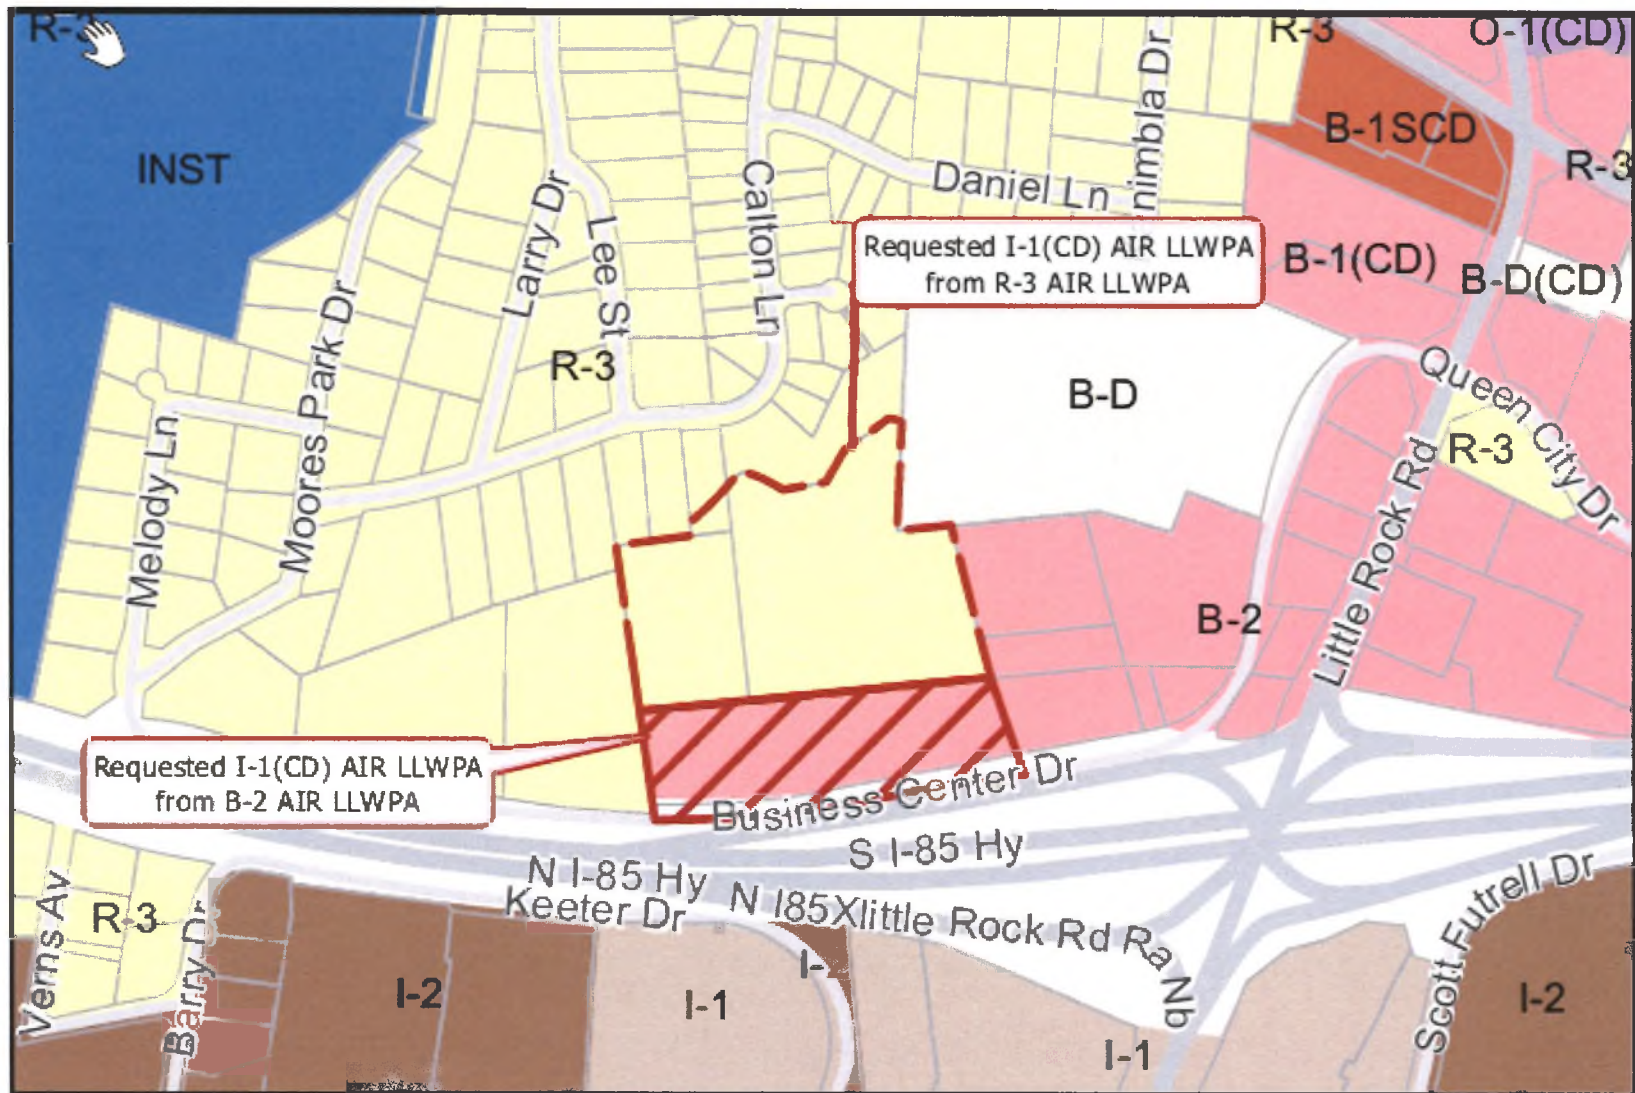 R-3
R-3
O-1(CD)
B-1SCD
INST
R-3
nimbla Dr
Daniel Ln
Larry Dr
Lee St
Calton Ln
Requested I-1(CD) AIR LLWPA
from R-3 AIR LLWPA
B-1(CD)
B-D(CD)
Moores Park Dr
R-3
B-D
Queen City Dr
R-3
Melody Ln
Little Rock Rd
B-2
Requested I-1(CD) AIR LLWPA
from B-2 AIR LLWPA
Business Center Dr
S I-85 Hy
N I-85 Hy
Keeter Dr
N I85Xlittle Rock Rd Ra Nb
Scott Futrell Dr
Verns Av
R-3
Barry Dr
I-2
I-1
I-
I-1
I-2